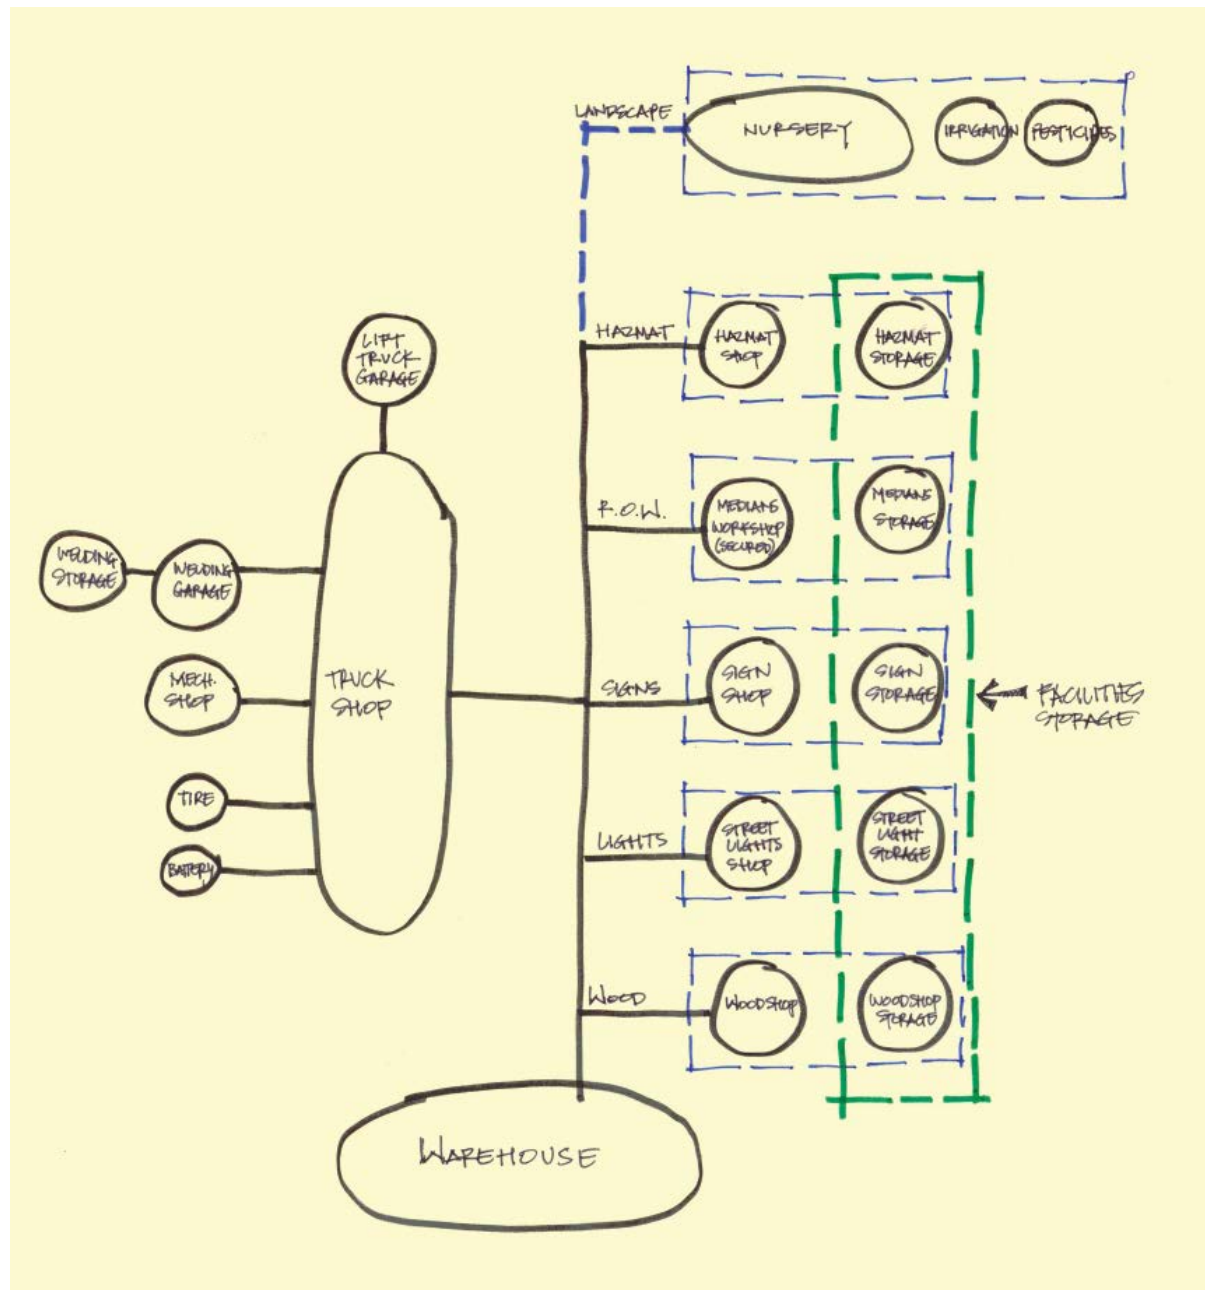 LANDSCAPE
NURSERY
IRRIGATION
PESTICIDES
HAZMAT
HAZMAT
SHOP
HAZMAT
STORAGE
LIFT
TRUCK
GARAGE
R.O.W.
MEDIANS
WORKSHOP
(SECURED)
MEDIANS
STORAGE
WELDING
STORAGE
WELDING
GARAGE
MECH.
SHOP
TRUCK
SHOP
SIGNS
SIGN
SHOP
SIGN
STORAGE
FACILITIES
STORAGE
TIRE
BATTERY
LIGHTS
STREET
LIGHTS
SHOP
STREET
LIGHT
STORAGE
WOOD
WOODSHOP
WOODSHOP
STORAGE
WAREHOUSE